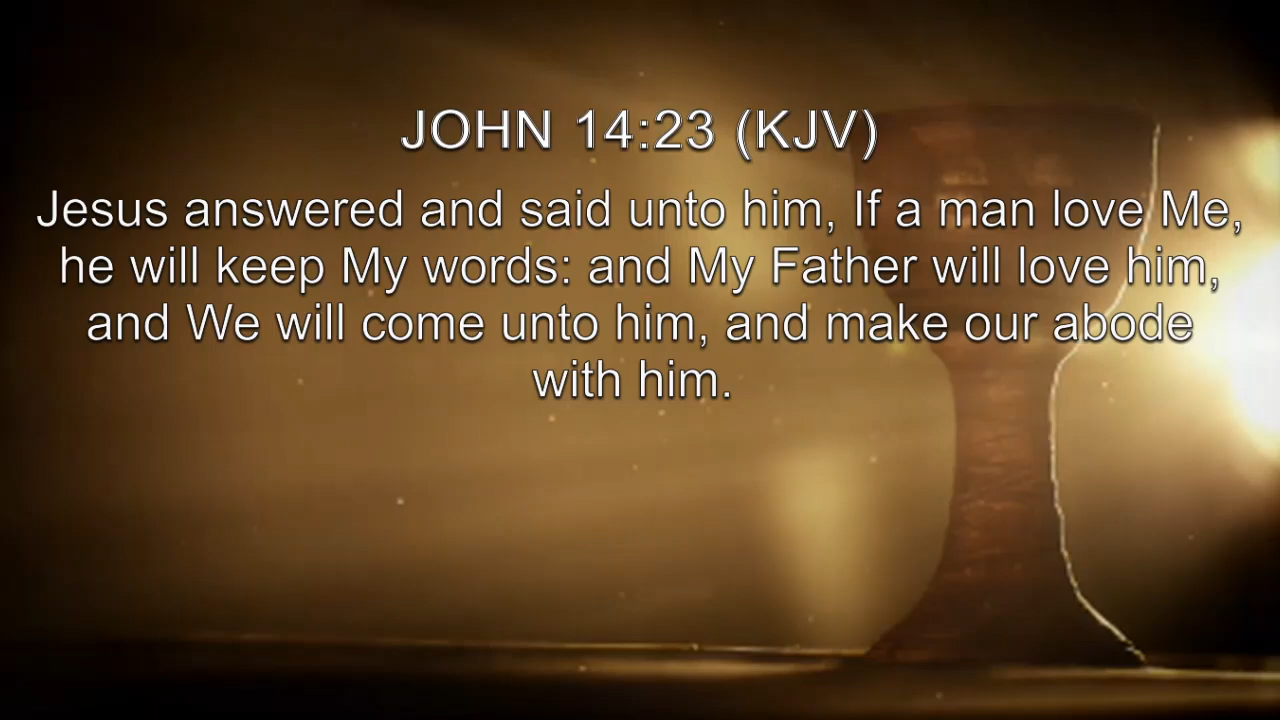 JOHN 14:23 (KJV)
Jesus answered and said unto him, If a man love Me,
he will keep My words: and My Father will love him,
and We will come unto him, and make our abode
with him.